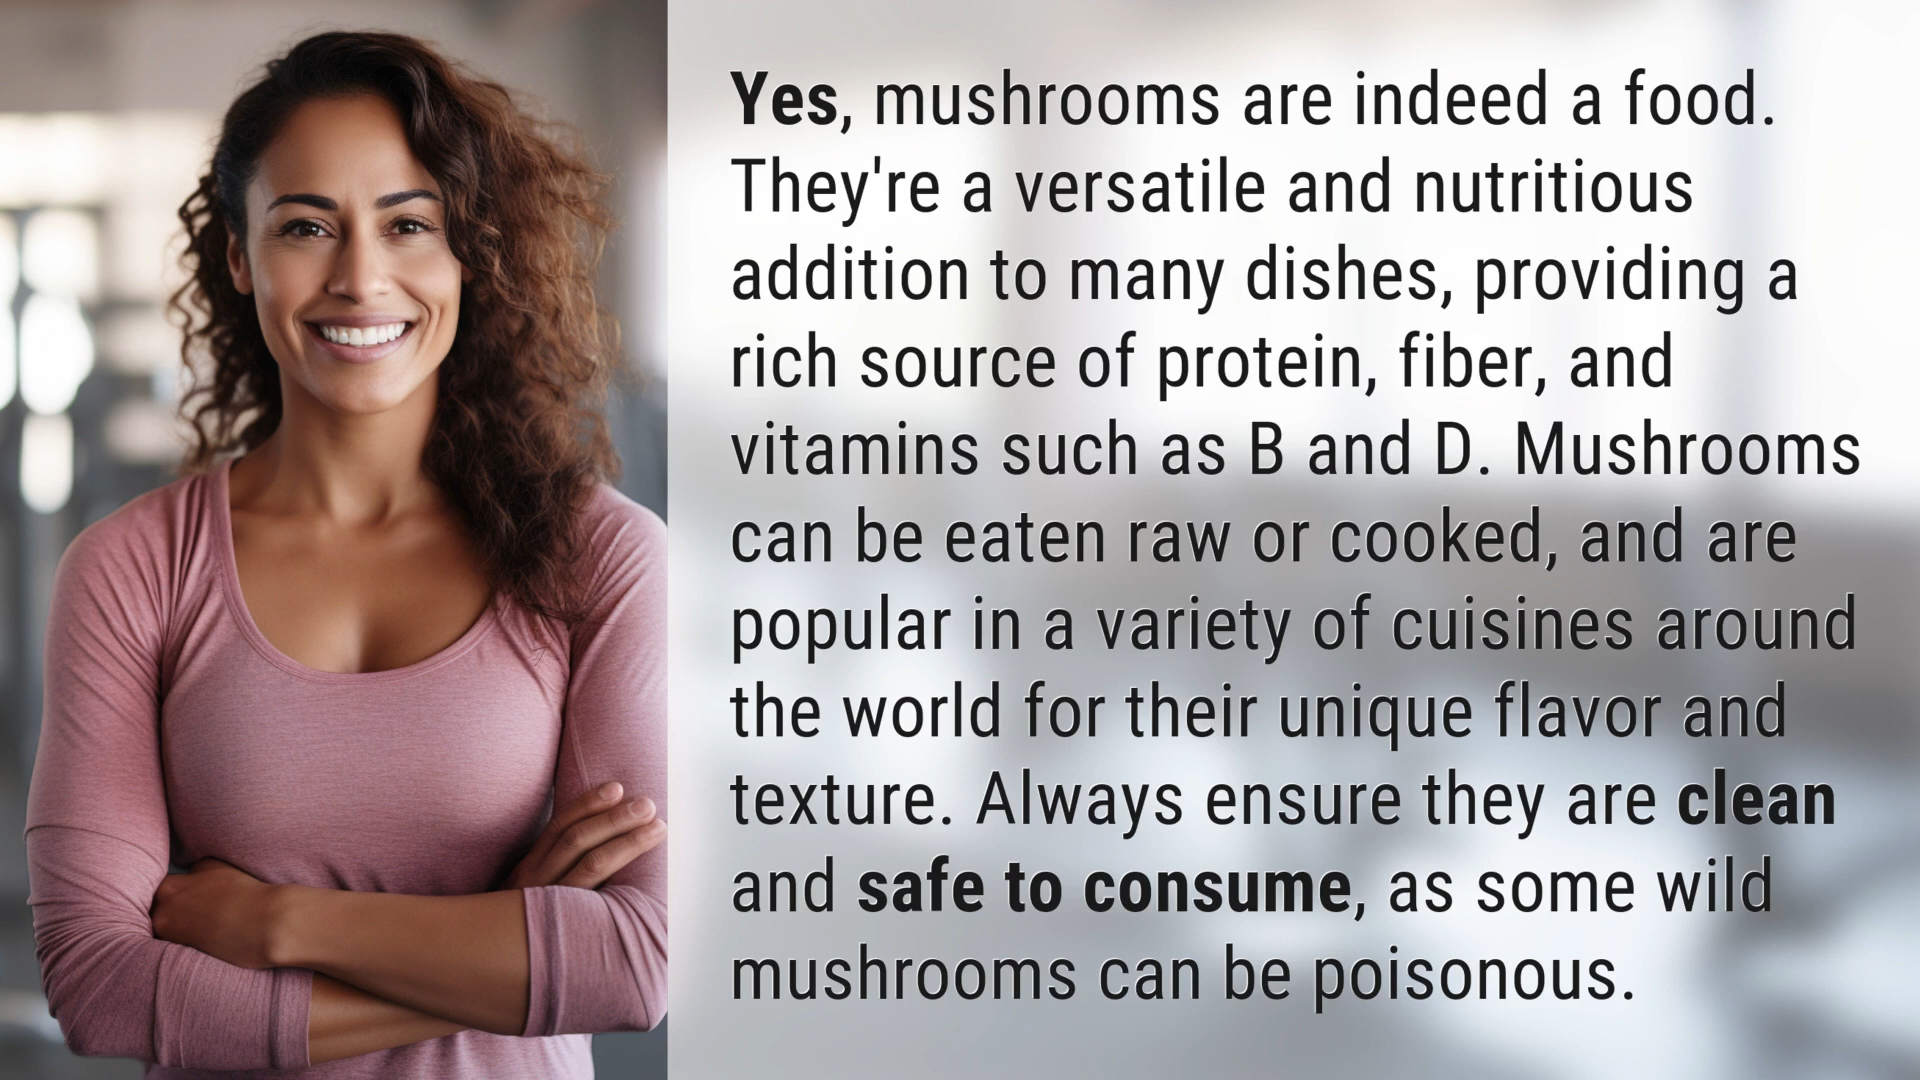 Yes, mushrooms are indeed a food.
They're a versatile and nutritious
addition to many dishes, providing a
rich source of protein, fiber, and
vitamins such as B and D. Mushrooms
can be eaten raw or cooked, and are
popular in a variety of cuisines around
the world for their unique flavor and
texture. Always ensure they are clean
and safe to consume, as some wild
mushrooms can be poisonous.